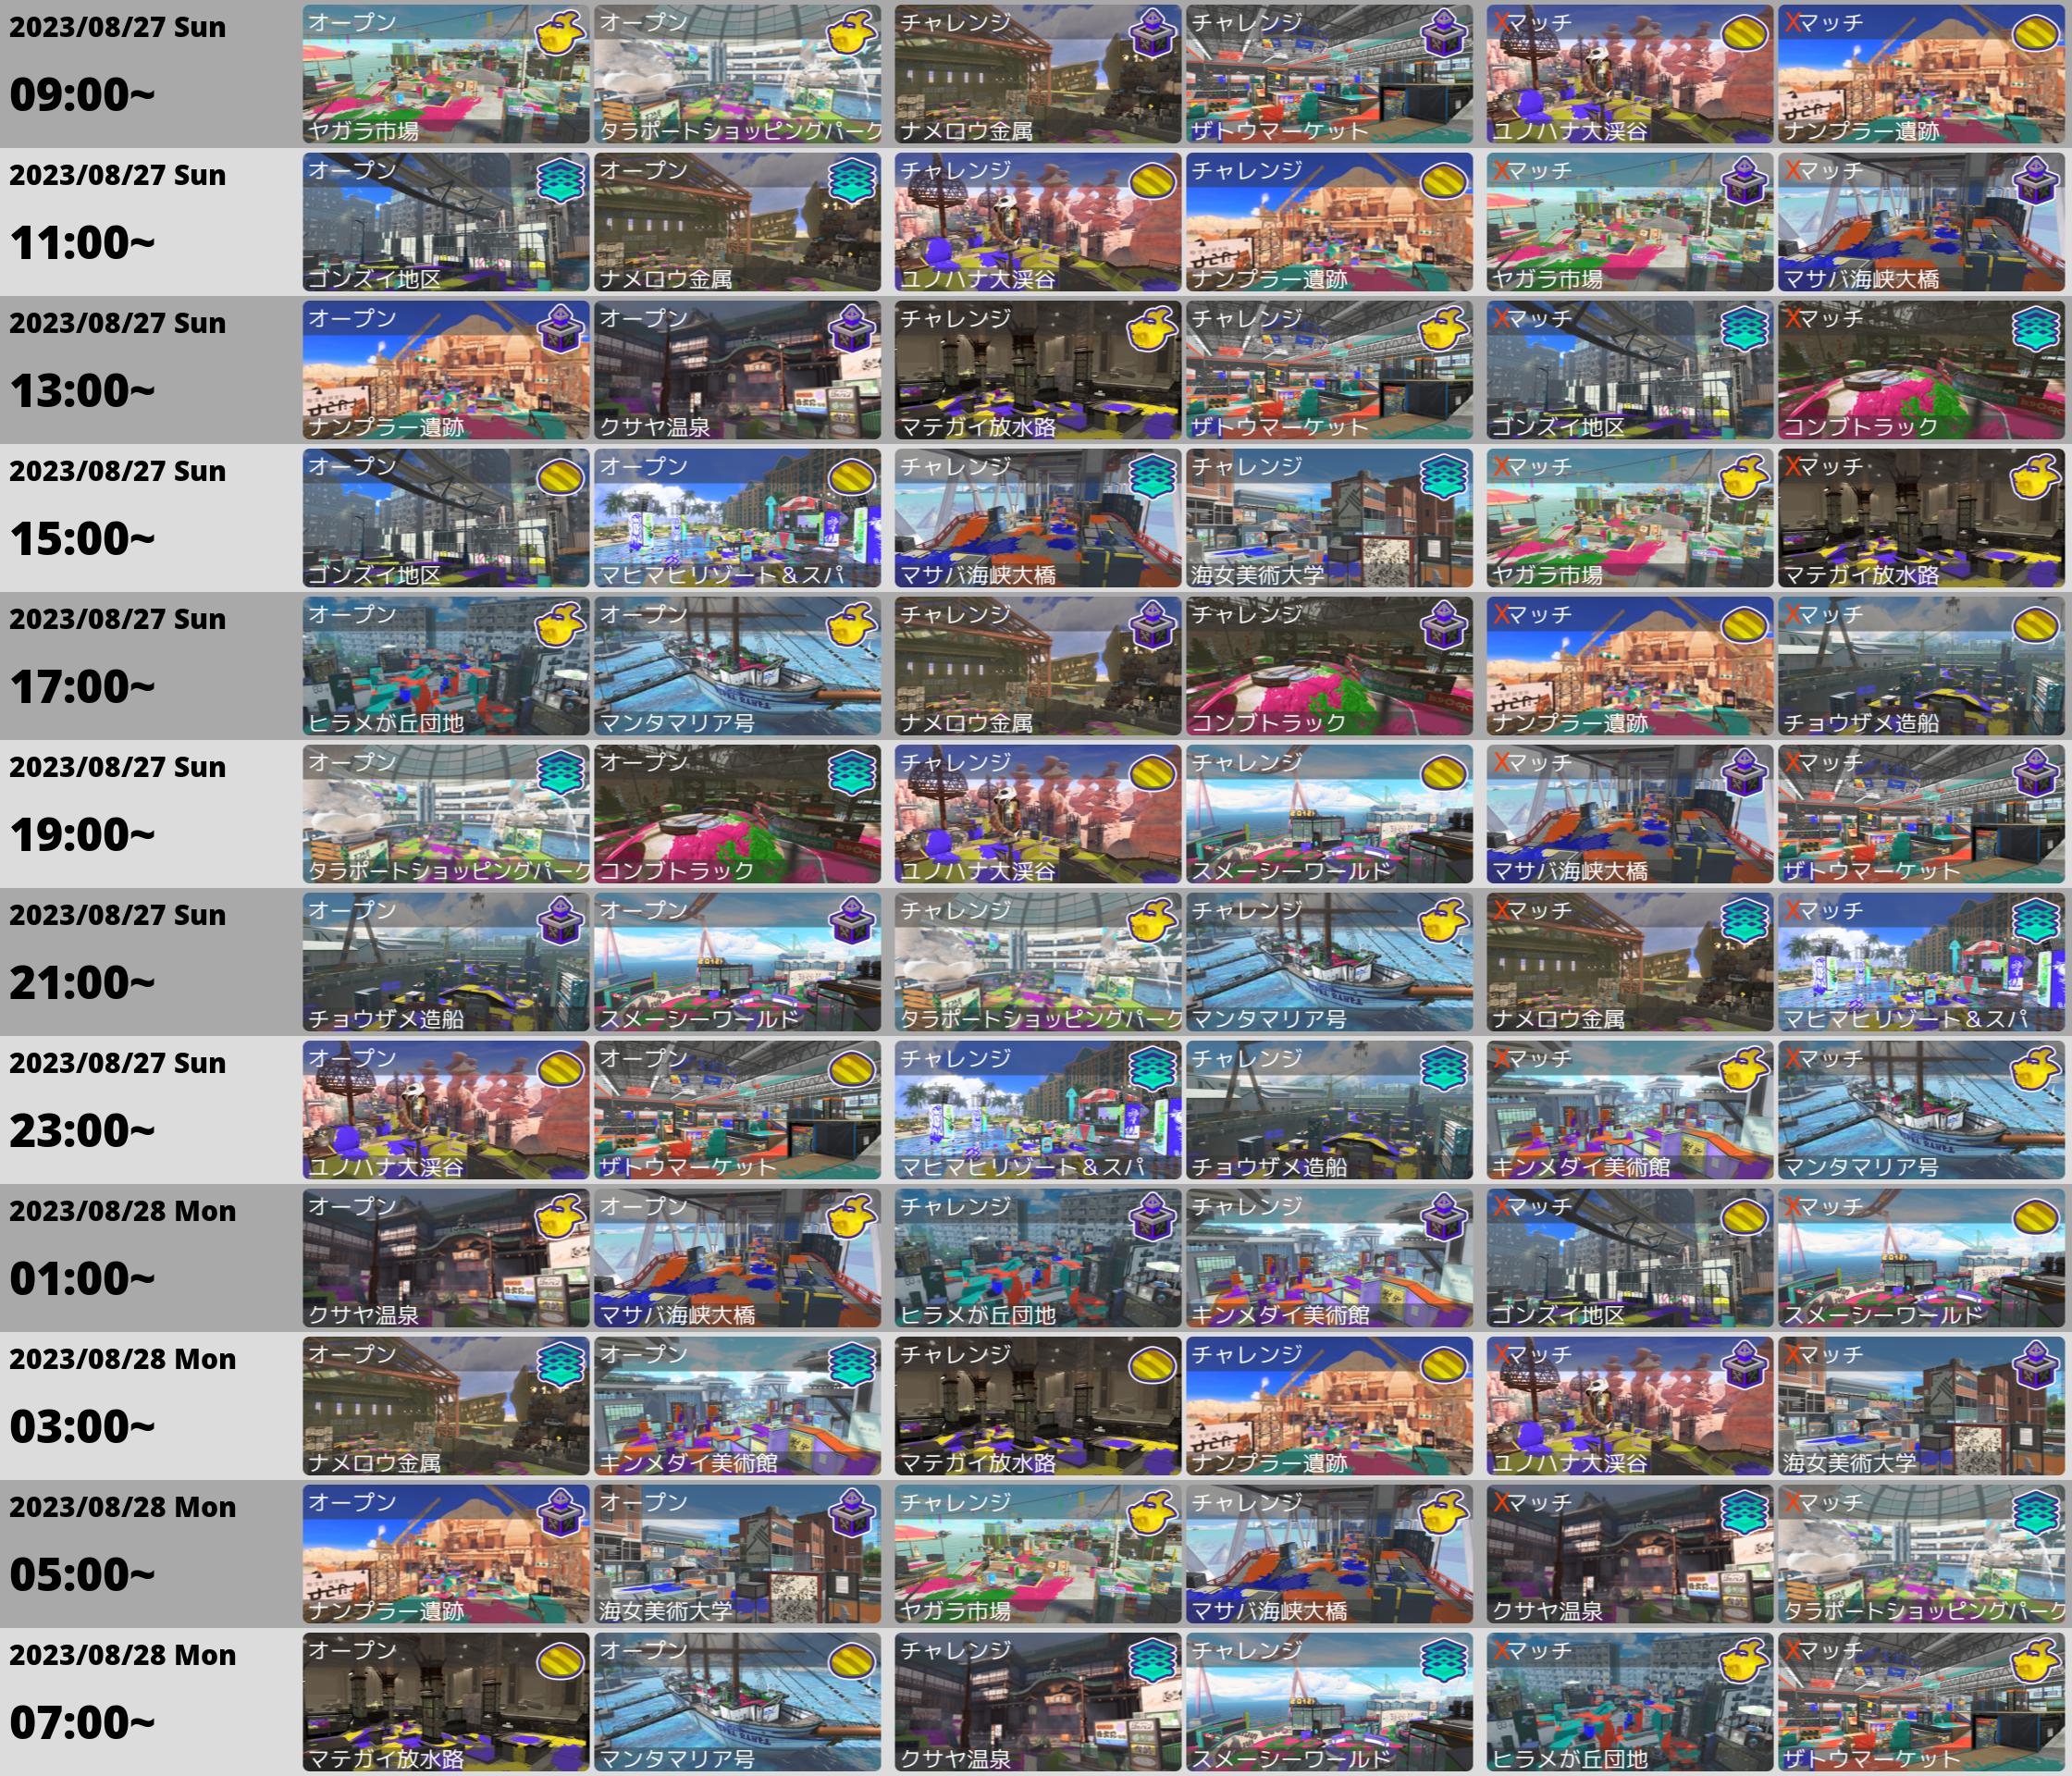 2023/08/27 Sun
09:00~
オープン オープン チャレンジ チャレンジ Xマッチ Xマッチ
ヤガラ市場 タラポートショッピングパーク ナメロウ金属 ザトウマーケット ユノハナ大渓谷 ナンプラー遺跡
2023/08/27 Sun
11:00~
オープン オープン チャレンジ チャレンジ Xマッチ Xマッチ
ゴンズイ地区 ナメロウ金属 ユノハナ大渓谷 ナンプラー遺跡 ヤガラ市場 マサバ海峡大橋
2023/08/27 Sun
13:00~
オープン オープン チャレンジ チャレンジ Xマッチ Xマッチ
ナンプラー遺跡 クサヤ温泉 マテガイ放水路 ザトウマーケット ゴンズイ地区 コンブトラック
2023/08/27 Sun
15:00~
オープン オープン チャレンジ チャレンジ Xマッチ Xマッチ
ゴンズイ地区 マヒマヒリゾート＆スパ マサバ海峡大橋 海女美術大学 ヤガラ市場 マテガイ放水路
2023/08/27 Sun
17:00~
オープン オープン チャレンジ チャレンジ Xマッチ Xマッチ
ヒラメが丘団地 マンタマリア号 ナメロウ金属 コンブトラック ナンプラー遺跡 チョウザメ造船
2023/08/27 Sun
19:00~
オープン オープン チャレンジ チャレンジ Xマッチ Xマッチ
タラポートショッピングパーク コンブトラック ユノハナ大渓谷 スメーシーワールド マサバ海峡大橋 ザトウマーケット
2023/08/27 Sun
21:00~
オープン オープン チャレンジ チャレンジ Xマッチ Xマッチ
チョウザメ造船 スメーシーワールド タラポートショッピングパーク マンタマリア号 ナメロウ金属 マヒマヒリゾート＆スパ
2023/08/27 Sun
23:00~
オープン オープン チャレンジ チャレンジ Xマッチ Xマッチ
ユノハナ大渓谷 ザトウマーケット マヒマヒリゾート＆スパ チョウザメ造船 キンメダイ美術館 マンタマリア号
2023/08/28 Mon
01:00~
オープン オープン チャレンジ チャレンジ Xマッチ Xマッチ
クサヤ温泉 マサバ海峡大橋 ヒラメが丘団地 キンメダイ美術館 ゴンズイ地区 スメーシーワールド
2023/08/28 Mon
03:00~
オープン オープン チャレンジ チャレンジ Xマッチ Xマッチ
ナメロウ金属 キンメダイ美術館 マテガイ放水路 ナンプラー遺跡 ユノハナ大渓谷 海女美術大学
2023/08/28 Mon
05:00~
オープン オープン チャレンジ チャレンジ Xマッチ Xマッチ
ナンプラー遺跡 海女美術大学 ヤガラ市場 マサバ海峡大橋 クサヤ温泉 タラポートショッピングパーク
2023/08/28 Mon
07:00~
オープン オープン チャレンジ チャレンジ Xマッチ Xマッチ
マテガイ放水路 マンタマリア号 クサヤ温泉 スメーシーワールド ヒラメが丘団地 ザトウマーケット